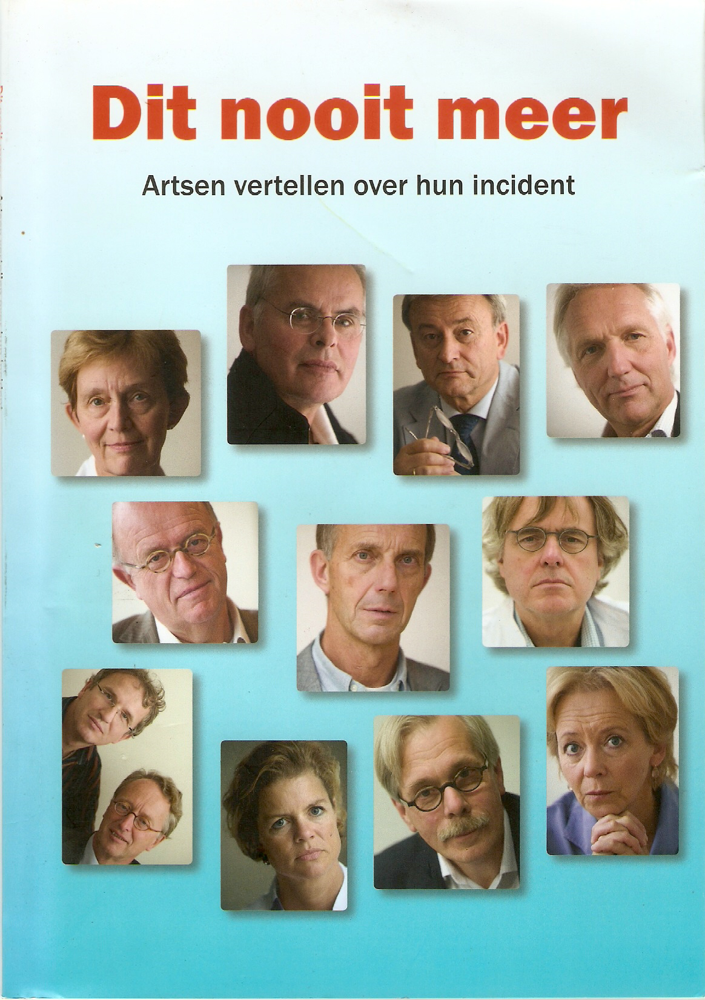 Dit nooit meer
Artsen vertellen over hun incident